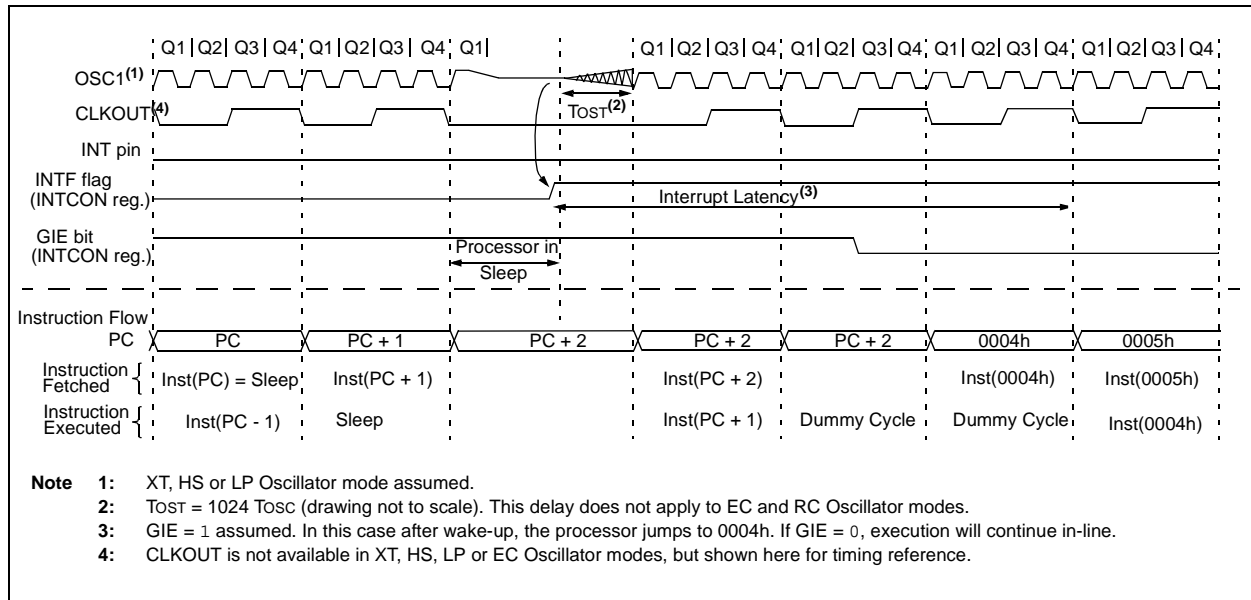 Q1 Q2 Q3 Q4 Q1 Q2 Q3 Q4 Q1 Q1 Q2 Q3 Q4 Q1 Q2 Q3 Q4 Q1 Q2 Q3 Q4 Q1 Q2 Q3 Q4
OSC1(1)
TOST(2)
CLKOUT(4)
INT pin
INTF flag
(INTCON reg.)
Interrupt Latency(3)
GIE bit
(INTCON reg.)
Processor in
Sleep
Instruction Flow
PC PC PC + 1 PC + 2 PC + 2 PC + 2 0004h 0005h
Instruction
Fetched
Inst(PC) = Sleep Inst(PC + 1) Inst(PC + 2) Inst(0004h) Inst(0005h)
Instruction
Executed
Inst(PC - 1) Sleep Inst(PC + 1) Dummy Cycle Dummy Cycle Inst(0004h)
Note 1: XT, HS or LP Oscillator mode assumed.
2: TOST = 1024 TOSC (drawing not to scale). This delay does not apply to EC and RC Oscillator modes.
3: GIE = 1 assumed. In this case after wake-up, the processor jumps to 0004h. If GIE = 0, execution will continue in-line.
4: CLKOUT is not available in XT, HS, LP or EC Oscillator modes, but shown here for timing reference.